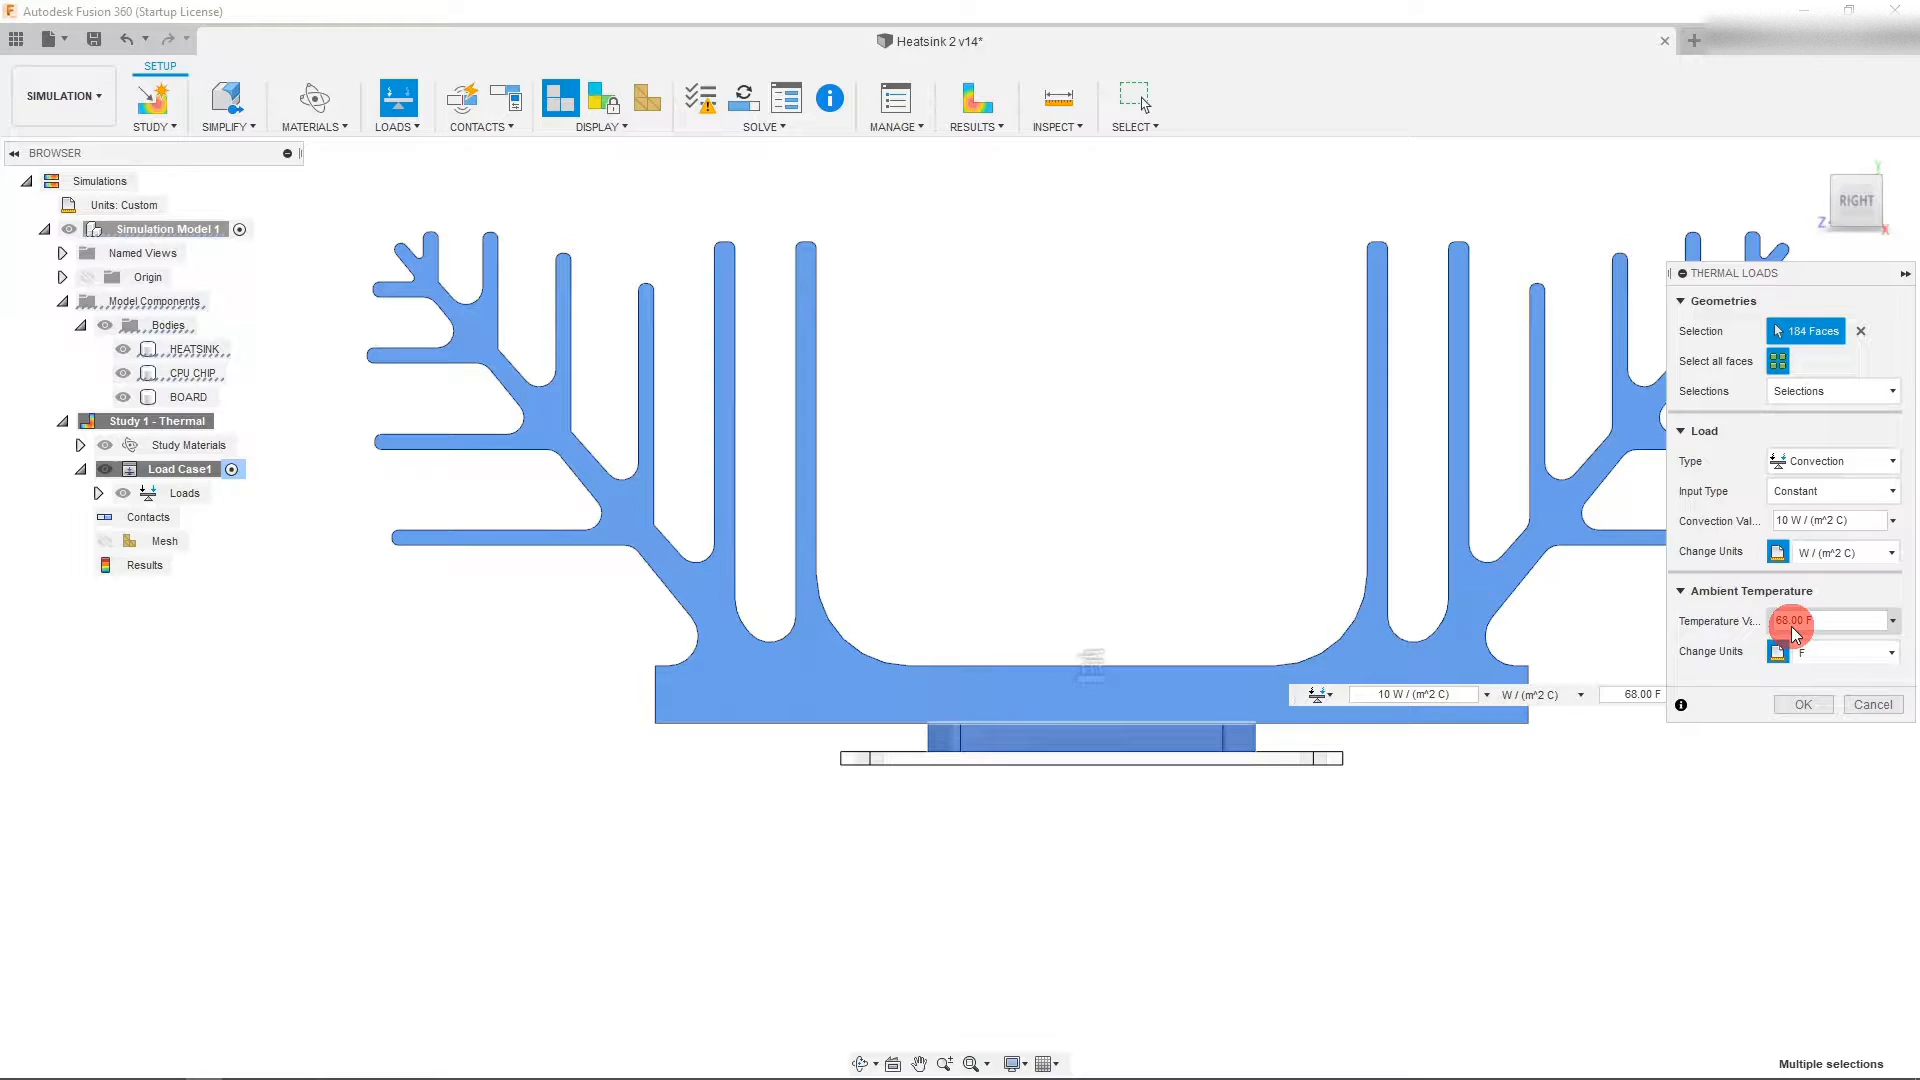 Autodesk Fusion 360 (Startup License)
Heatsink 2 v14*
SETUP
SIMULATION
STUDY
SIMPLIFY
MATERIALS
LOADS
CONTACTS
DISPLAY
SOLVE
MANAGE
RESULTS
INSPECT
SELECT
BROWSER
Simulations
Units: Custom
Simulation Model 1
Named Views
Origin
Model Components
Bodies
HEATSINK
CPU CHIP
BOARD
Study 1 - Thermal
Study Materials
Load Case1
Loads
Contacts
Mesh
Results
RIGHT
Y
Z
X
THERMAL LOADS
Geometries
Selection 184 Faces
Select all faces
Selections Selections
Load
Type Convection
Input Type Constant
Convection Val... 10 W / (m^2 C)
Change Units W / (m^2 C)
Ambient Temperature
Temperature Va... 68.00 F
Change Units F
OK Cancel
10 W / (m^2 C) W / (m^2 C) 68.00 F
Multiple selections